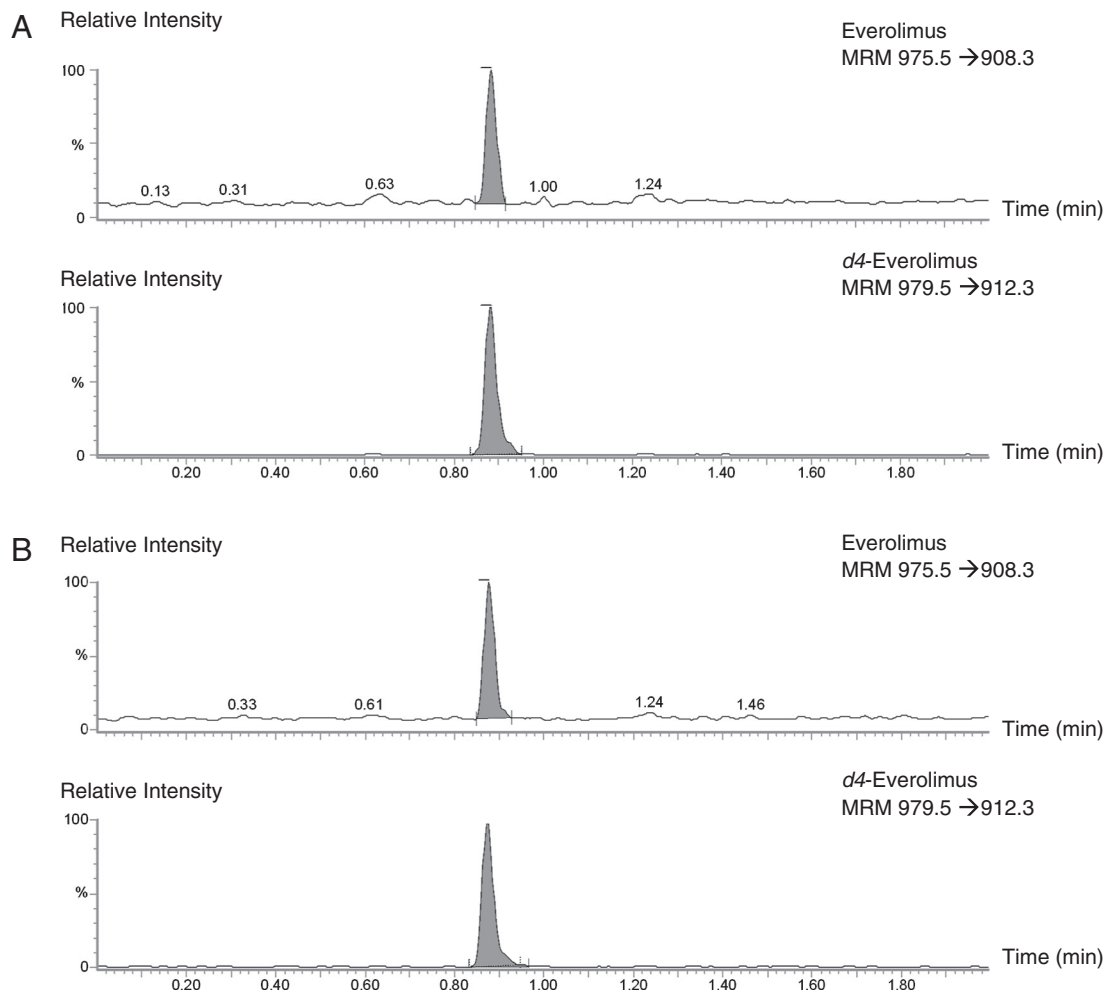 A
Relative Intensity
Everolimus
MRM 975.5 →908.3
100
%
0
0.13
0.31
0.63
1.00
1.24
Time (min)
Relative Intensity
d4-Everolimus
MRM 979.5 →912.3
100
%
0
0.20 0.40 0.60 0.80 1.00 1.20 1.40 1.60 1.80
Time (min)
B
Relative Intensity
Everolimus
MRM 975.5 →908.3
100
%
0
0.33
0.61
1.24
1.46
Time (min)
Relative Intensity
d4-Everolimus
MRM 979.5 →912.3
100
%
0
0.20 0.40 0.60 0.80 1.00 1.20 1.40 1.60 1.80
Time (min)